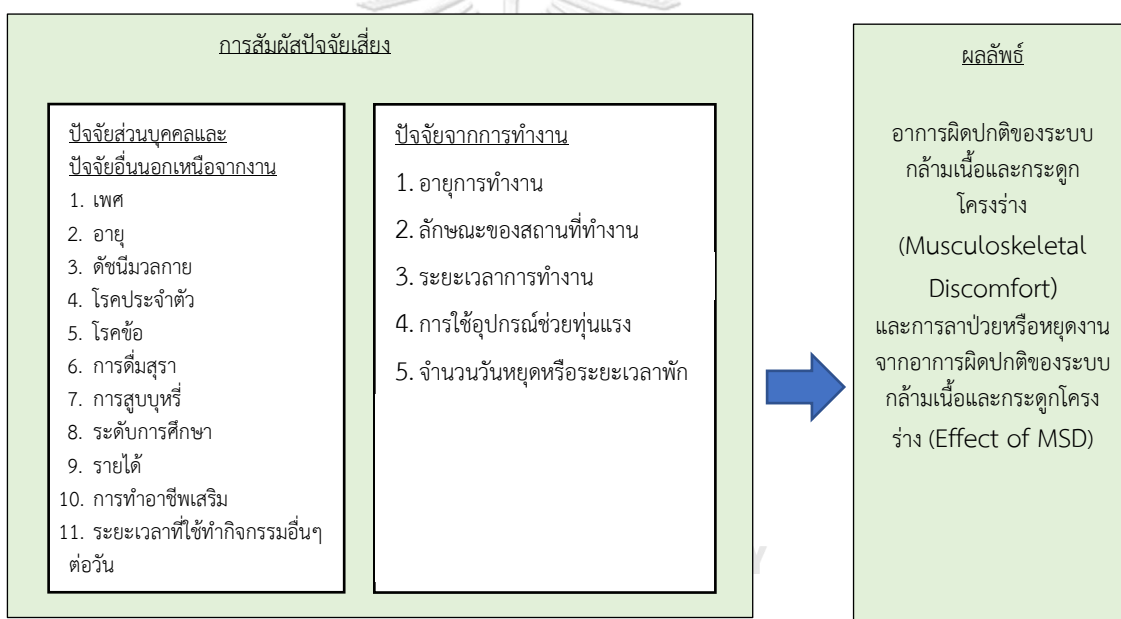 การสัมผัสปัจจัยเสี่ยง
ปัจจัยส่วนบุคคลและ
ปัจจัยอื่นนอกเหนือจากงาน
1. เพศ
2. อายุ
3. ดัชนีมวลกาย
4. โรคประจำตัว
5. โรคข้อ
6. การดื่มสุรา
7. การสูบบุหรี่
8. ระดับการศึกษา
9. รายได้
10. การทำอาชีพเสริม
11. ระยะเวลาที่ใช้ทำกิจกรรมอื่นๆ
ต่อวัน
ปัจจัยจากการทำงาน
1. อายุการทำงาน
2. ลักษณะของสถานที่ทำงาน
3. ระยะเวลาการทำงาน
4. การใช้อุปกรณ์ช่วยทุ่นแรง
5. จำนวนวันหยุดหรือระยะเวลาพัก
ผลลัพธ์
อาการผิดปกติของระบบ
กล้ามเนื้อและกระดูก
โครงร่าง
(Musculoskeletal
Discomfort)
และการลาป่วยหรือหยุดงาน
จากอาการผิดปกติของระบบ
กล้ามเนื้อและกระดูกโครง
ร่าง (Effect of MSD)